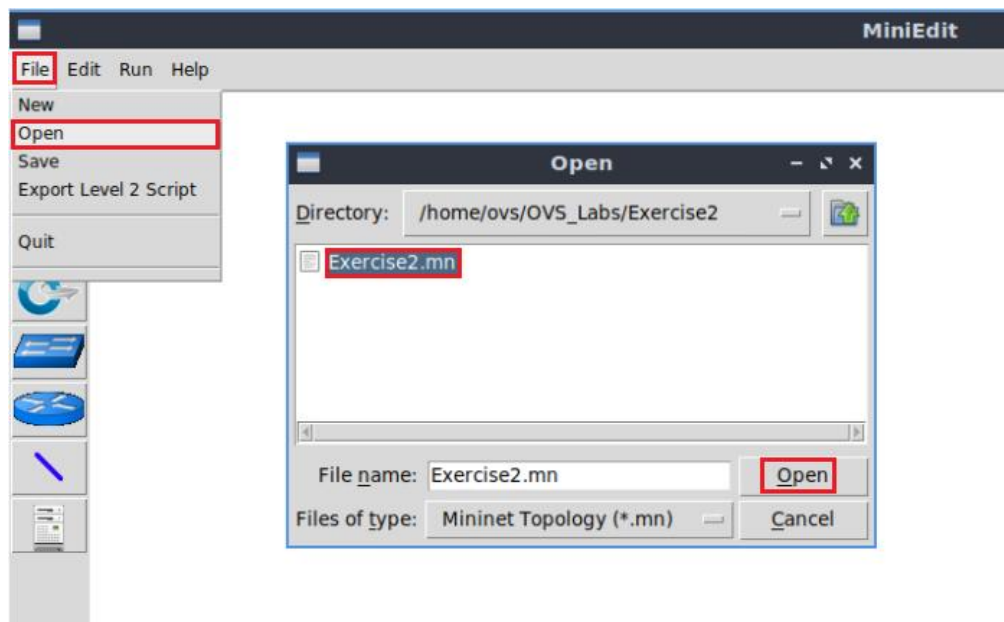 MiniEdit
File Edit Run Help
New
Open
Save
Export Level 2 Script
Quit
Open
Directory: /home/ovs/OVS_Labs/Exercise2
Exercise2.mn
File name: Exercise2.mn Open
Files of type: Mininet Topology (*.mn) Cancel